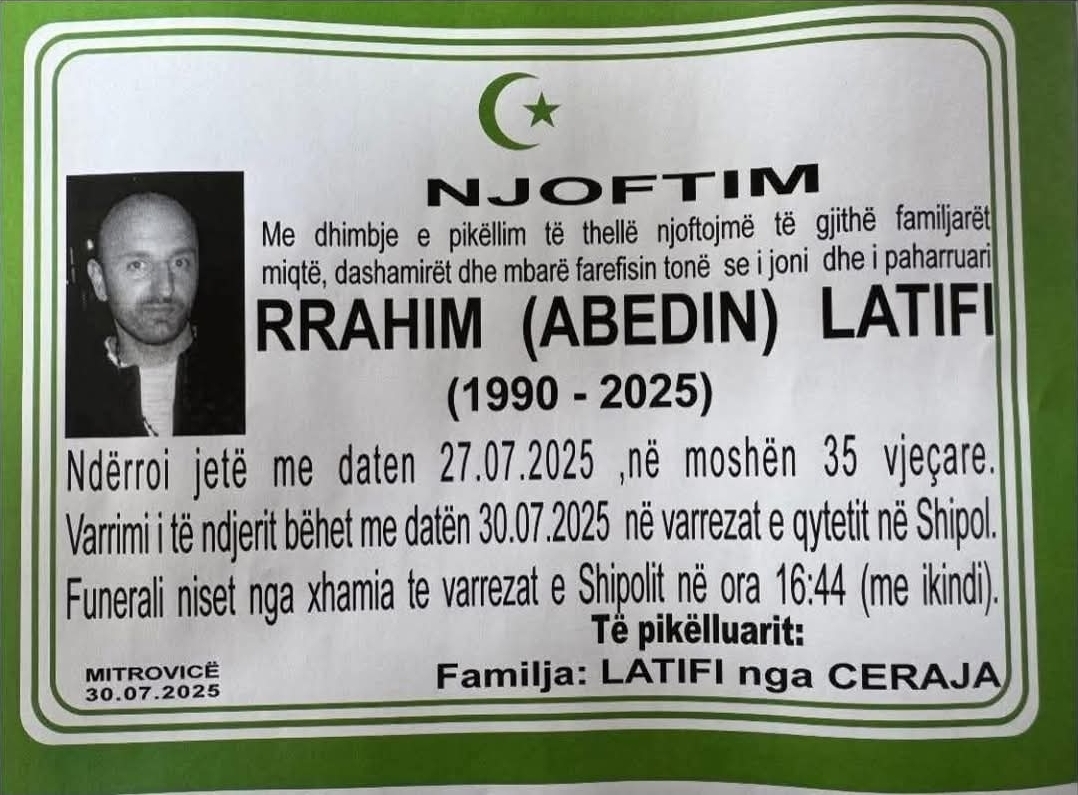 NJOFTIM
Me dhimbje e pikëllim të thellë njoftojmë të gjithë familjarët
miqtë, dashamirët dhe mbarë farefisin tonë se i joni dhe i paharruari
RRAHIM (ABEDIN) LATIFI
(1990 - 2025)
Ndërroi jetë me daten 27.07.2025 ,në moshën 35 vjeçare.
Varrimi i të ndjerit bëhet me datën 30.07.2025 në varrezat e qytetit në Shipol.
Funerali niset nga xhamia te varrezat e Shipolit në ora 16:44 (me ikindi).
Të pikëlluarit:
Familja: LATIFI nga CERAJA
MITROVICË
30.07.2025